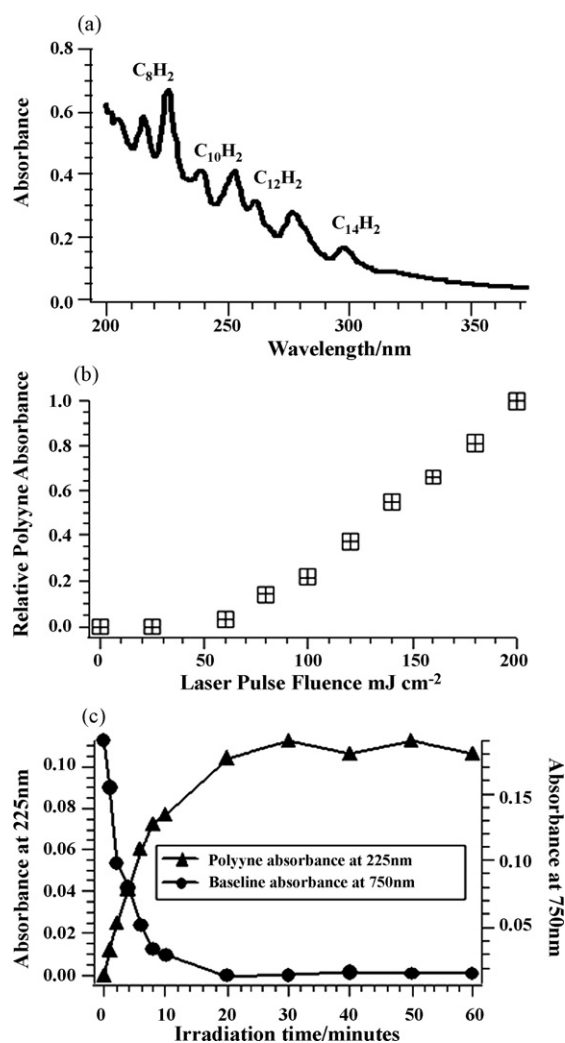 (a)
0.8
0.6
0.4
0.2
0.0
Absorbance
C₈H₂
C₁₀H₂
C₁₂H₂
C₁₄H₂
200
250
300
350
Wavelength/nm
(b)
1.0
0.8
0.6
0.4
0.2
0.0
Relative Polyyne Absorbance
0
50
100
150
200
Laser Pulse Fluence mJ cm⁻²
(c)
0.10
0.08
0.06
0.04
0.02
0.00
Absorbance at 225nm
Polyyne absorbance at 225nm
Baseline absorbance at 750nm
0.15
0.10
0.05
Absorbance at 750nm
0
10
20
30
40
50
60
Irradiation time/minutes